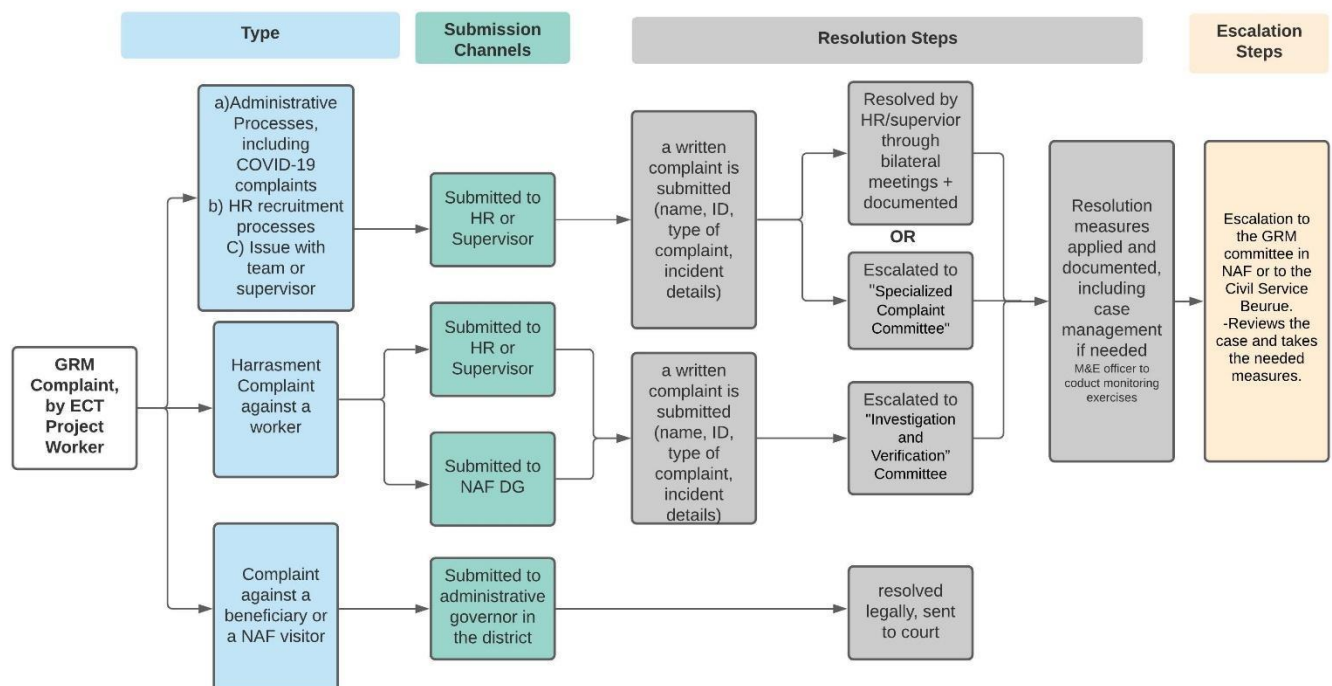 Type
Submission
Channels
Resolution Steps
Escalation
Steps
a)Administrative
Processes,
including
COVID-19
complaints
b) HR recruitment
processes
C) Issue with
team or
supervisor
Submitted to
HR or
Supervisor
a written
complaint is
submitted
(name, ID,
type of
complaint,
incident
details)
Resolved by
HR/supervior
through
bilateral
meetings +
documented
OR
Escalated to
"Specialized
Complaint
Committee"
Resolution
measures
applied and
documented,
including
case
management
if needed
M&E officer to
coduct monitoring
exercises
Escalation to
the GRM
committee in
NAF or to the
Civil Service
Beurue.
-Reviews the
case and takes
the needed
measures.
GRM
Complaint,
by ECT
Project
Worker
Harrasment
Complaint
against a
worker
Submitted to
HR or
Supervisor
Submitted to
NAF DG
a written
complaint is
submitted
(name, ID,
type of
complaint,
incident
details)
Escalated to
"Investigation
and
Verification”
Committee
Complaint
against a
beneficiary or
a NAF visitor
Submitted to
administrative
governor in
the district
resolved
legally, sent
to court